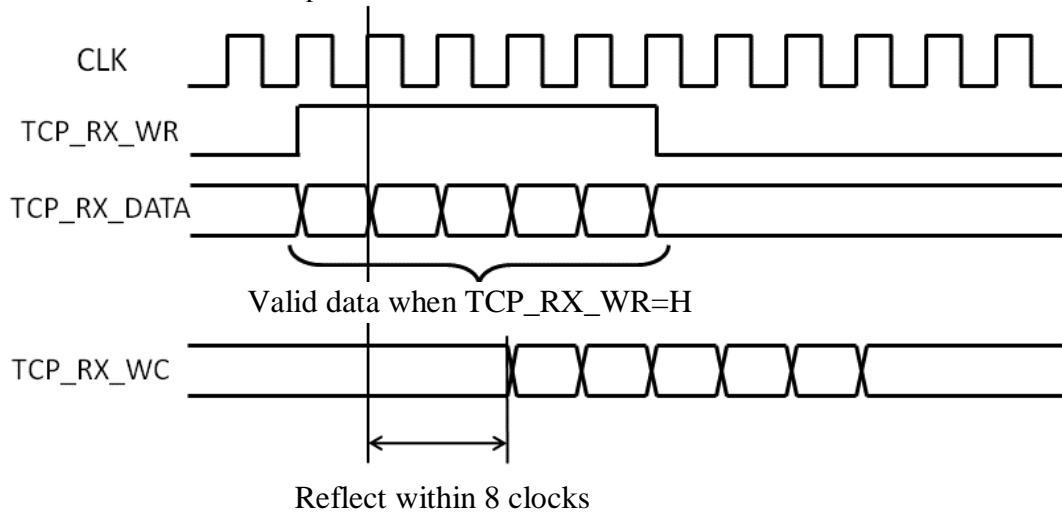 CLK
TCP_RX_WR
TCP_RX_DATA
Valid data when TCP_RX_WR=H
TCP_RX_WC
Reflect within 8 clocks